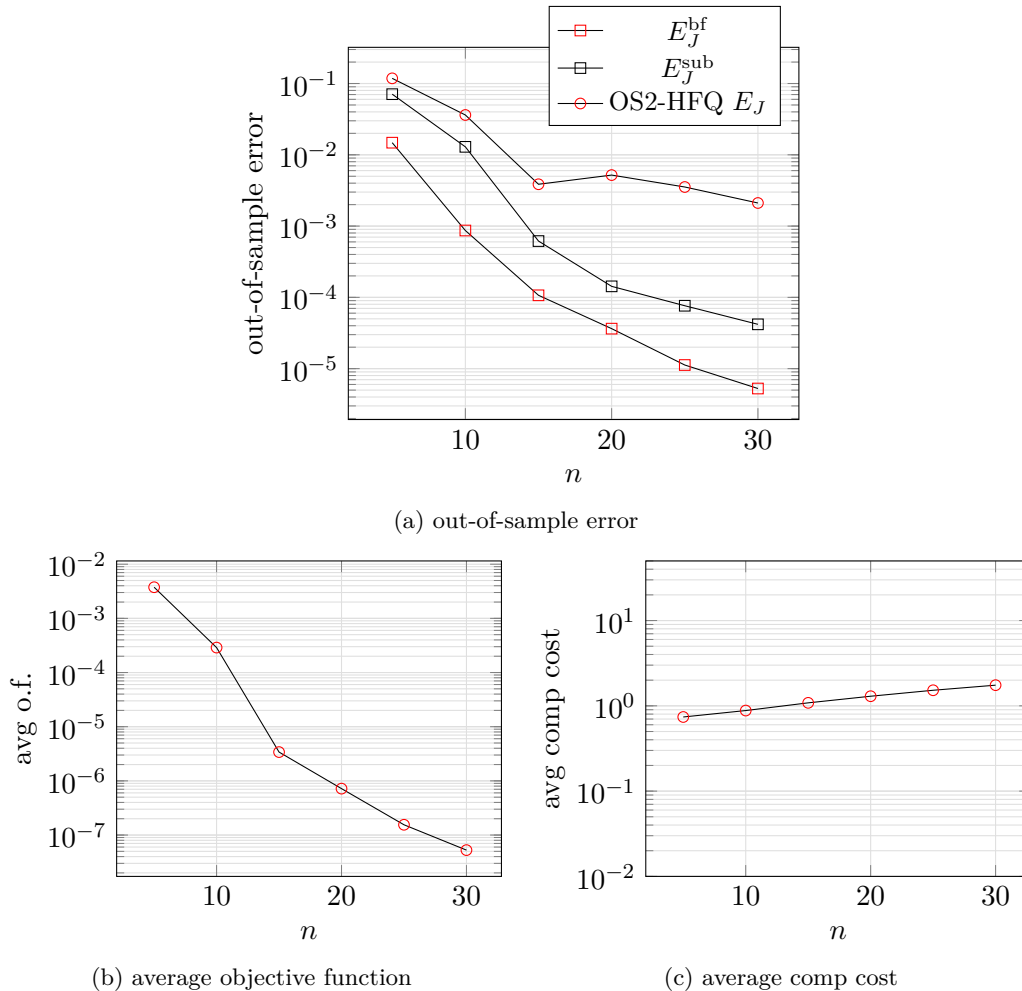 $E_J^{\mathrm{bf}}$
$E_J^{\mathrm{sub}}$
OS2-HFQ $E_J$
out-of-sample error
$10^{-1}$
$10^{-2}$
$10^{-3}$
$10^{-4}$
$10^{-5}$
10 20 30
$n$
(a) out-of-sample error
avg o.f.
$10^{-2}$
$10^{-3}$
$10^{-4}$
$10^{-5}$
$10^{-6}$
$10^{-7}$
10 20 30
$n$
(b) average objective function
avg comp cost
$10^{1}$
$10^{0}$
$10^{-1}$
$10^{-2}$
10 20 30
$n$
(c) average comp cost